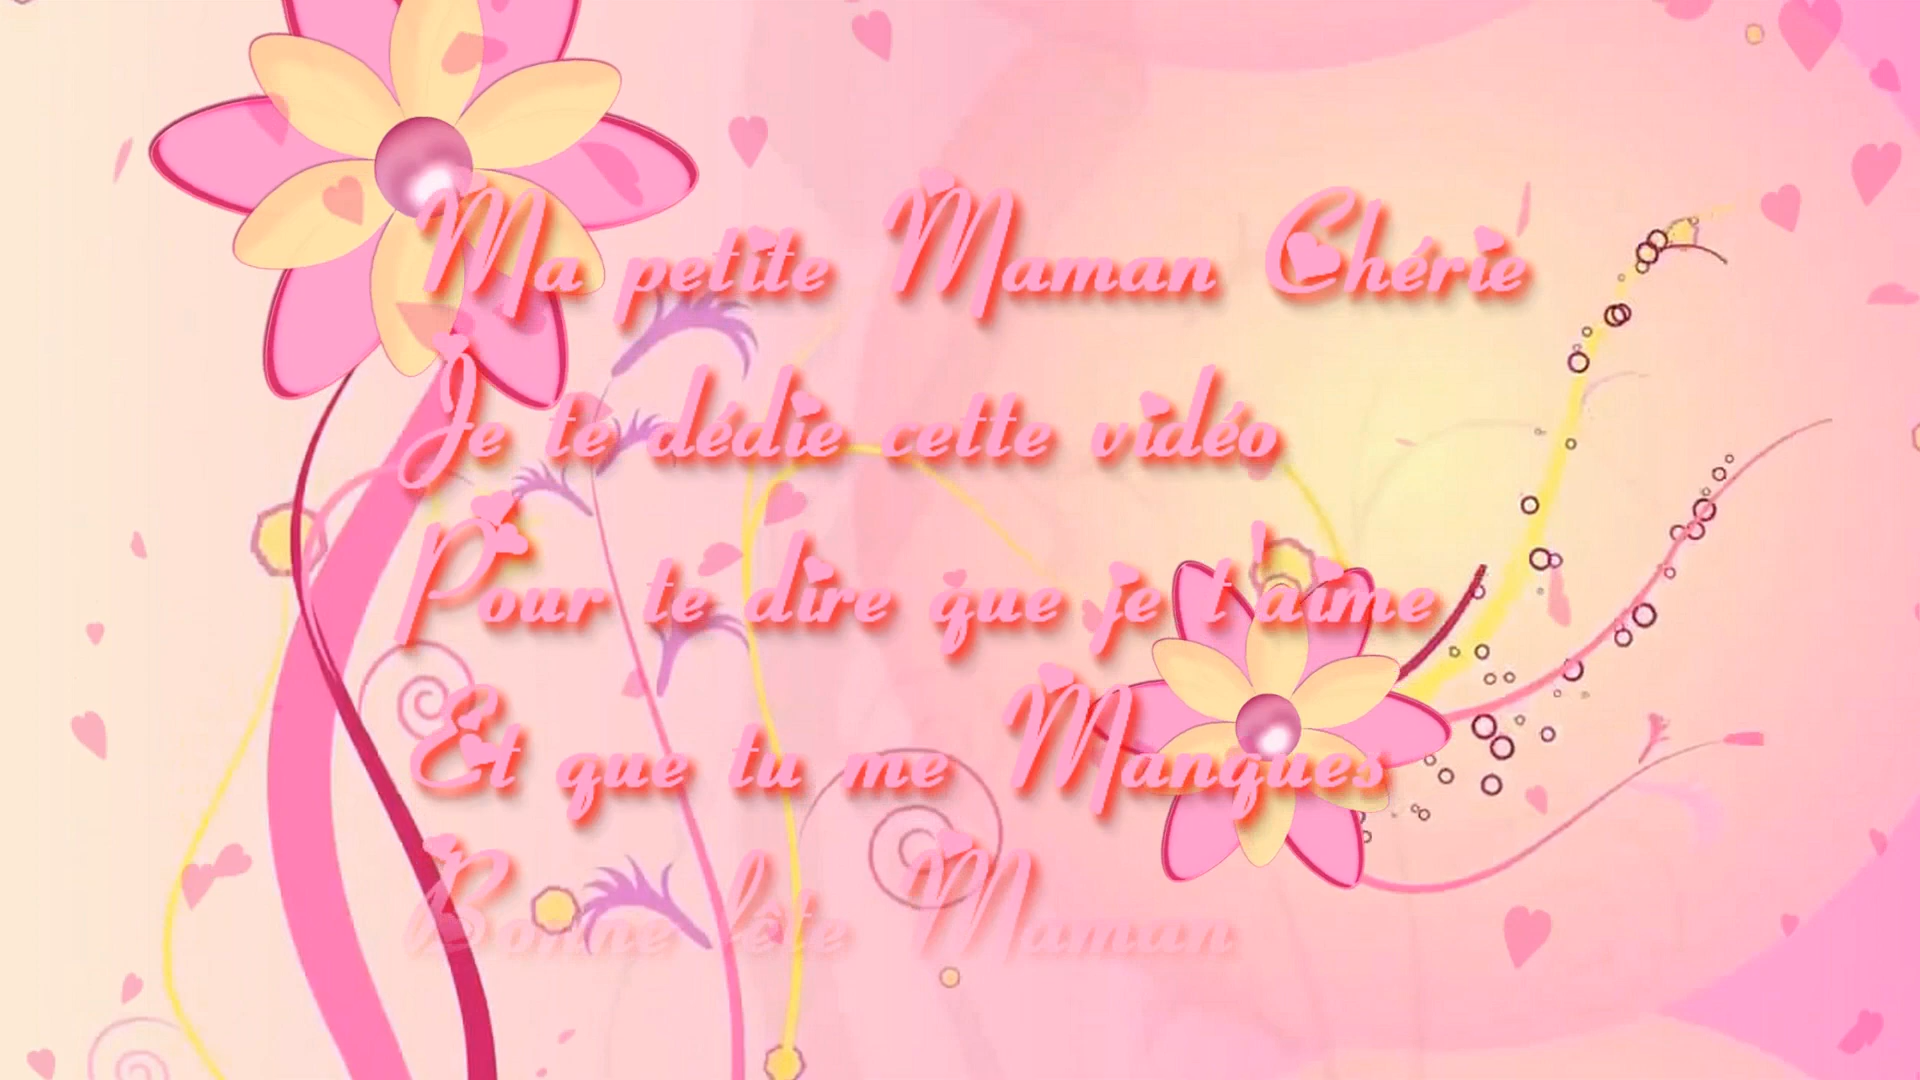 Ma petite Maman Chérie
Je te dédie cette vidéo
Pour te dire que je t'aime
Et que tu me Manques
Bonne fête Maman